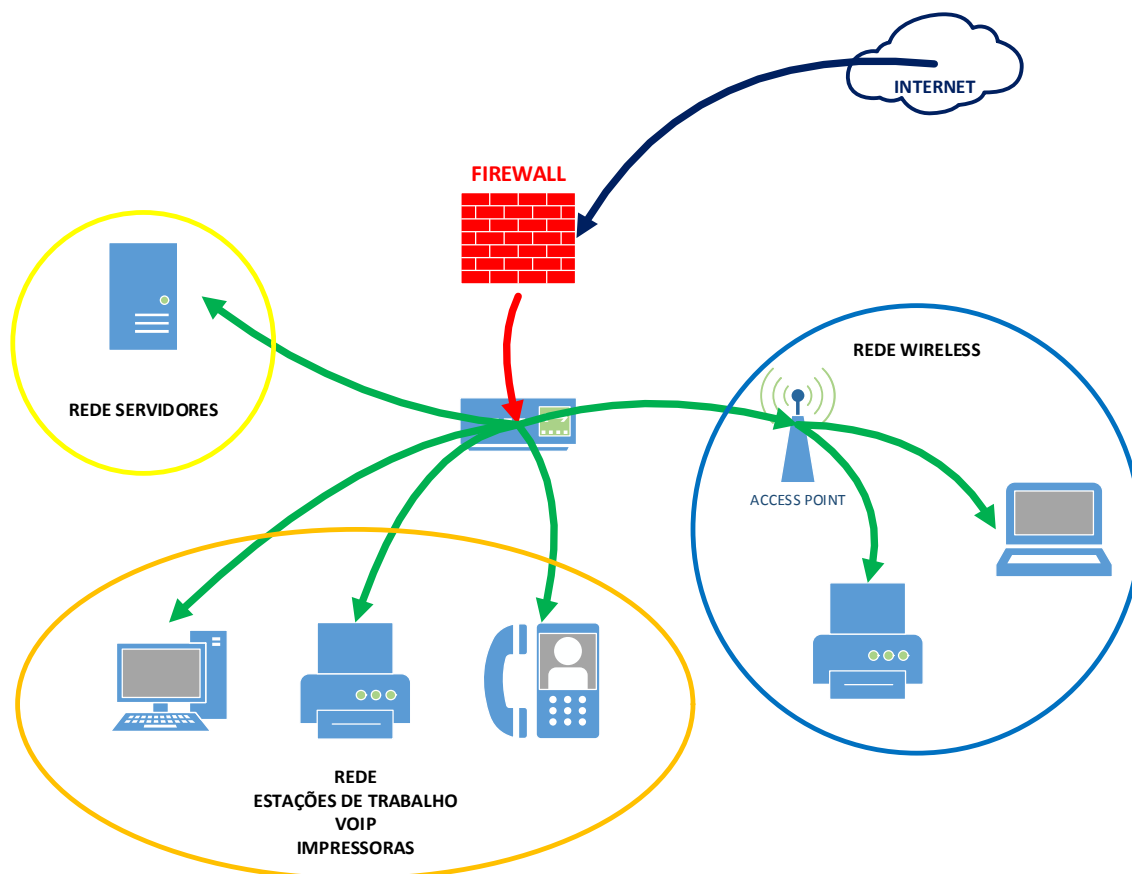 INTERNET
FIREWALL
REDE SERVIDORES
REDE WIRELESS
ACCESS POINT
REDE
ESTAÇÕES DE TRABALHO
VOIP
IMPRESSORAS